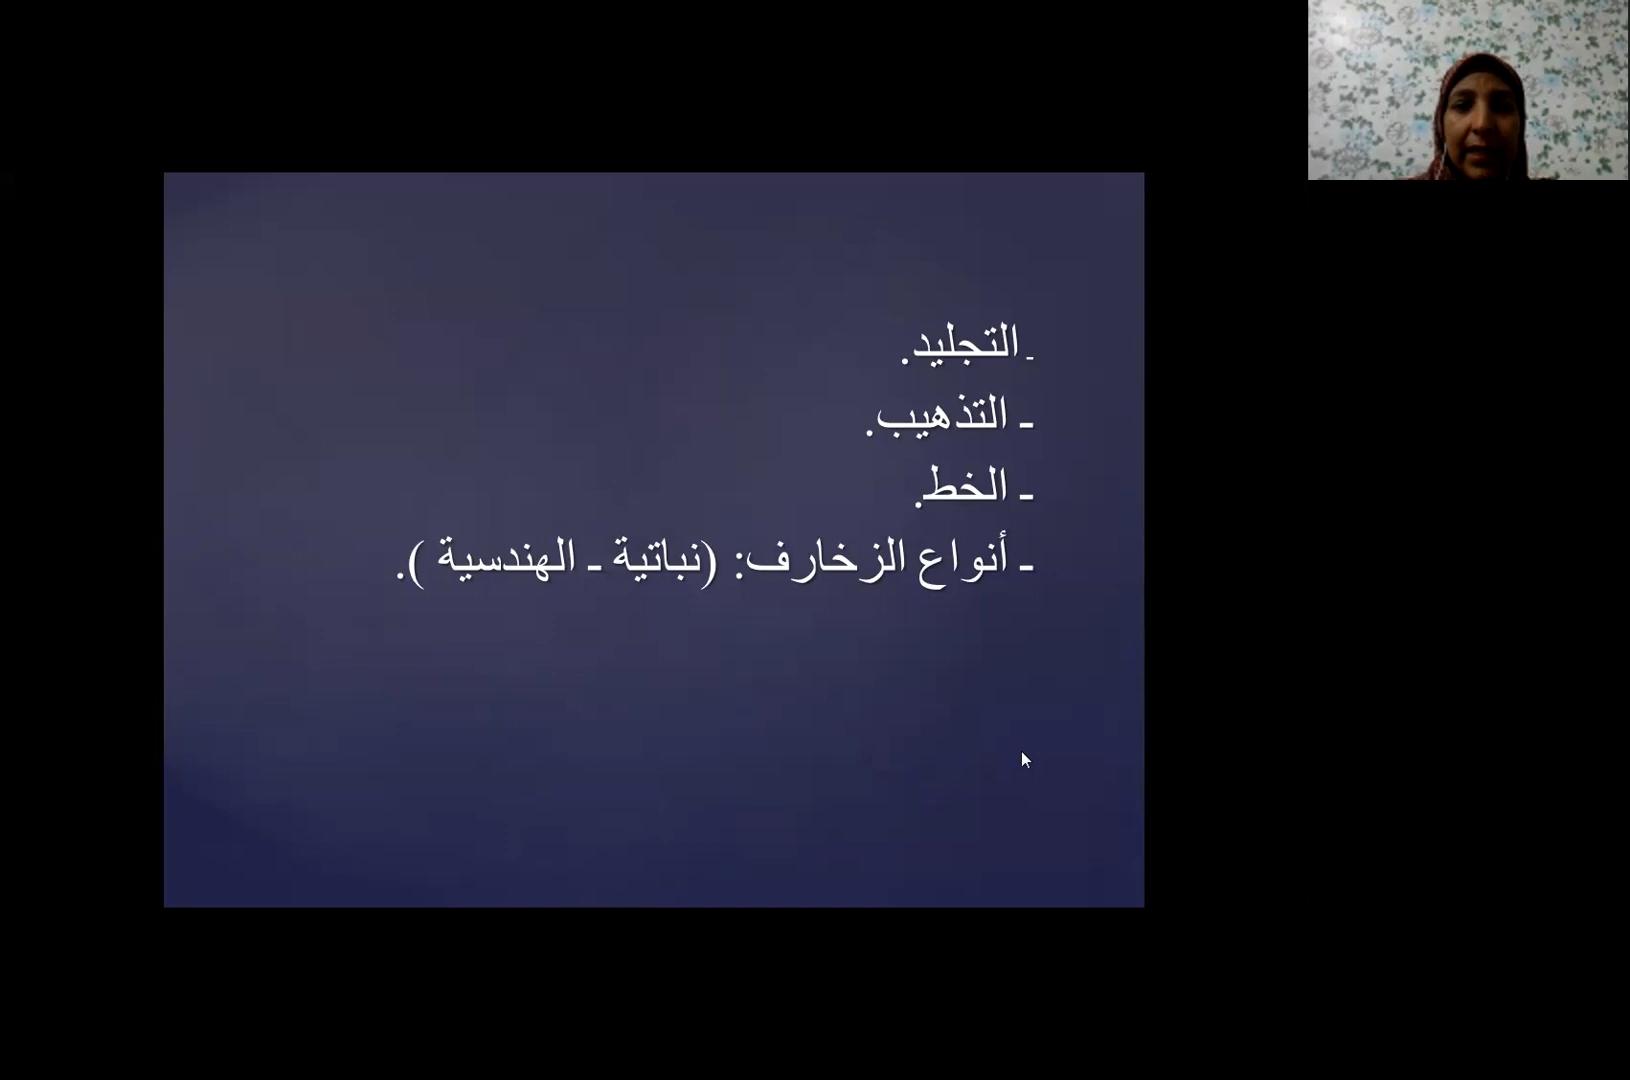 - التجليد.
ـ التذهيب.
ـ الخط.
ـ أنواع الزخارف: (نباتية ـ الهندسية ).